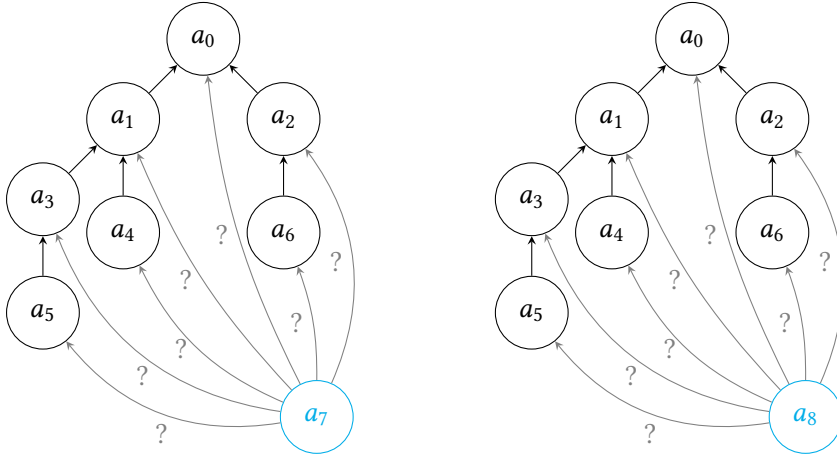 a₀
a₁
a₂
a₃
a₄
a₆
a₅
a₇
?
?
?
?
?
?
?
a₀
a₁
a₂
a₃
a₄
a₆
a₅
a₈
?
?
?
?
?
?
?